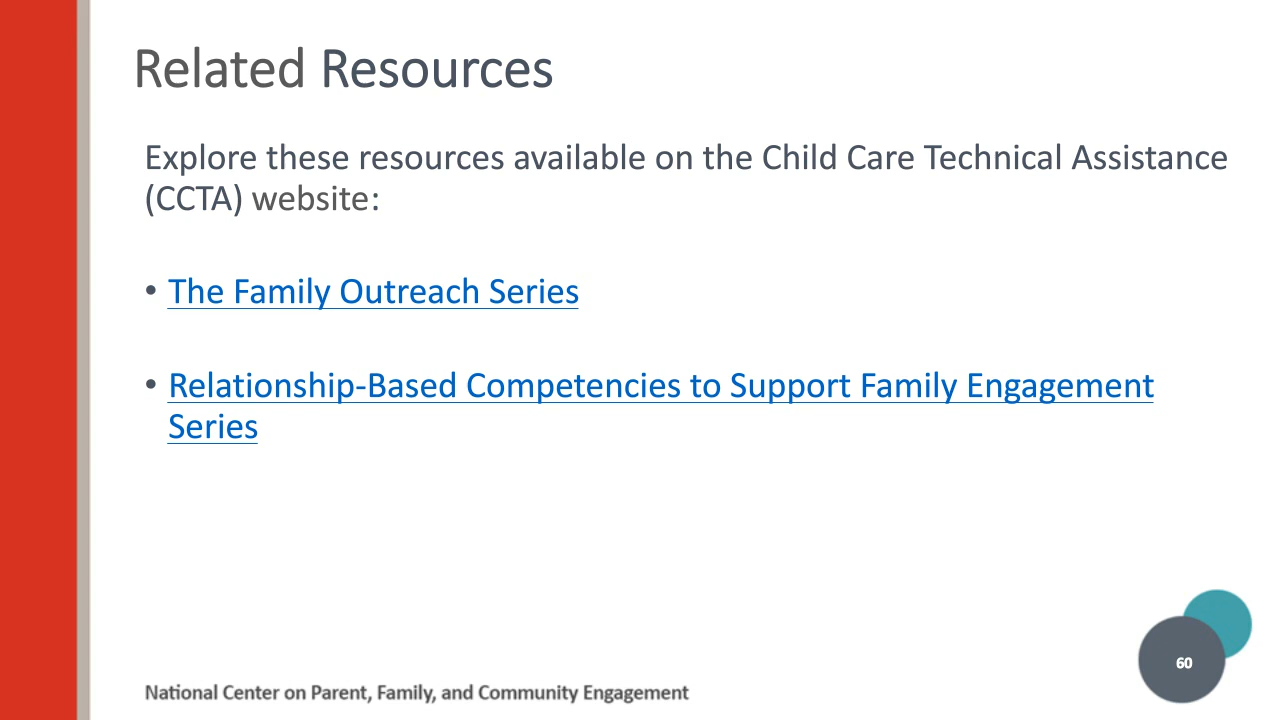 Related Resources
Explore these resources available on the Child Care Technical Assistance
(CCTA) website:
• The Family Outreach Series
• Relationship-Based Competencies to Support Family Engagement
Series
60
National Center on Parent, Family, and Community Engagement